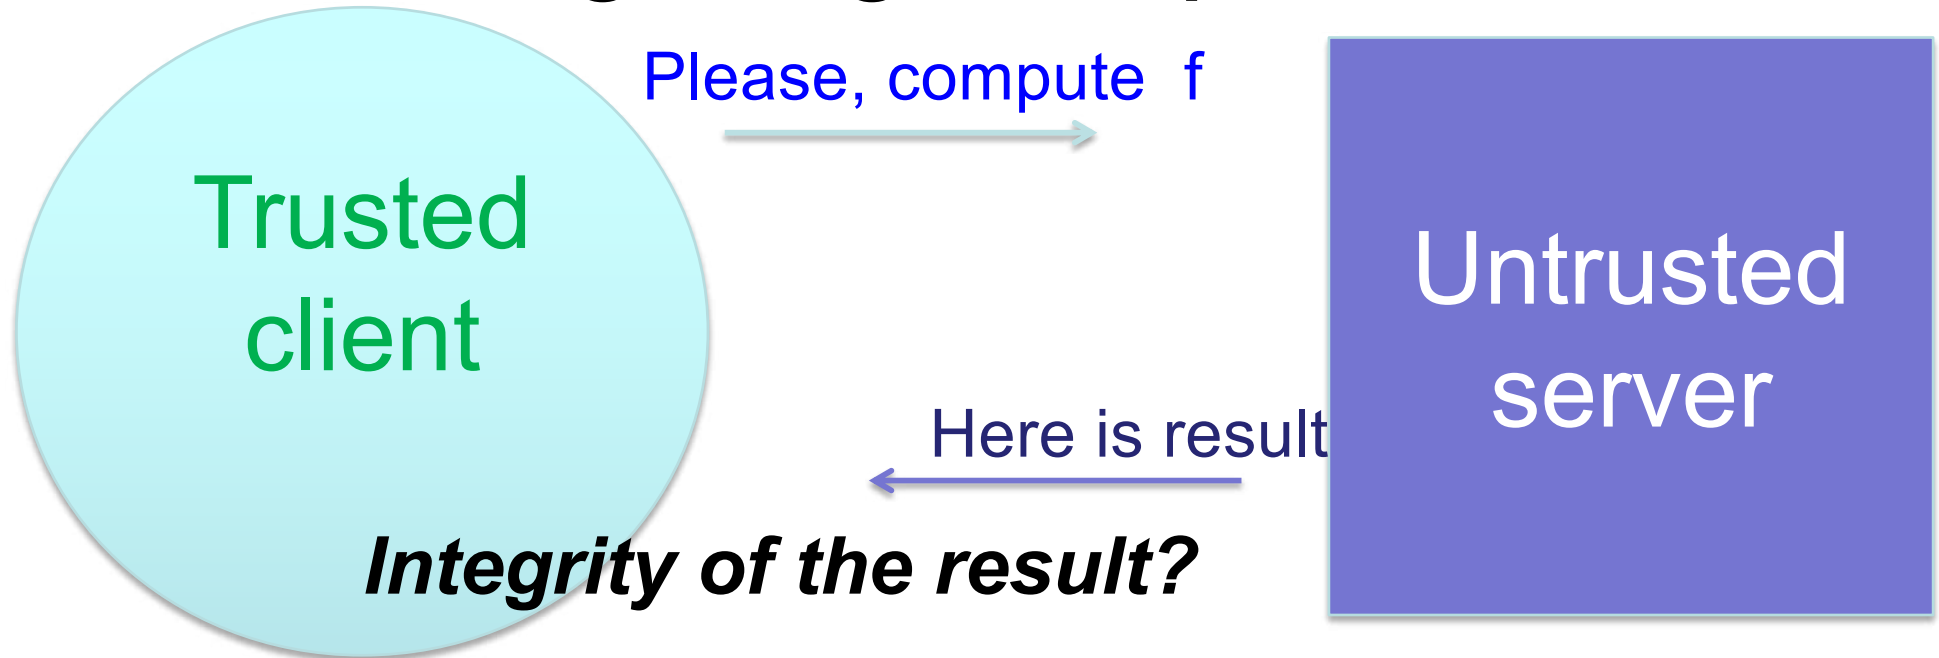 Please, compute f
Trusted
client
Untrusted
server
Here is result
Integrity of the result?